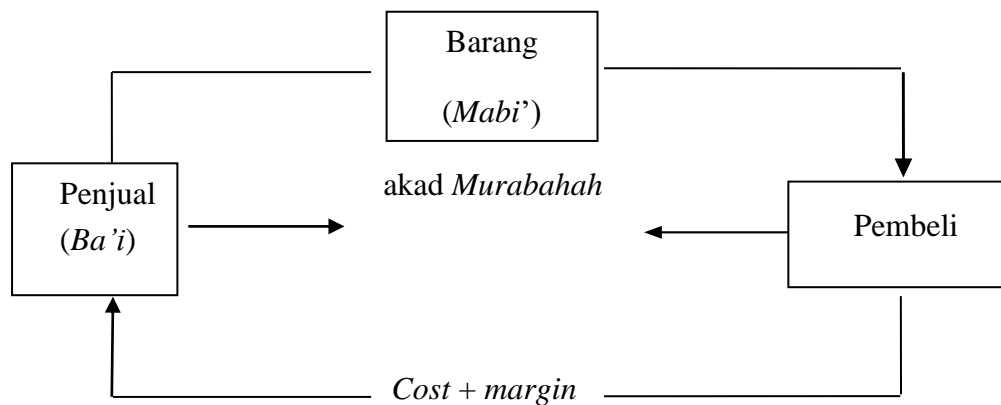 Barang
(Mabi’)
akad Murabahah
Penjual
(Ba’i)
Pembeli
Cost + margin